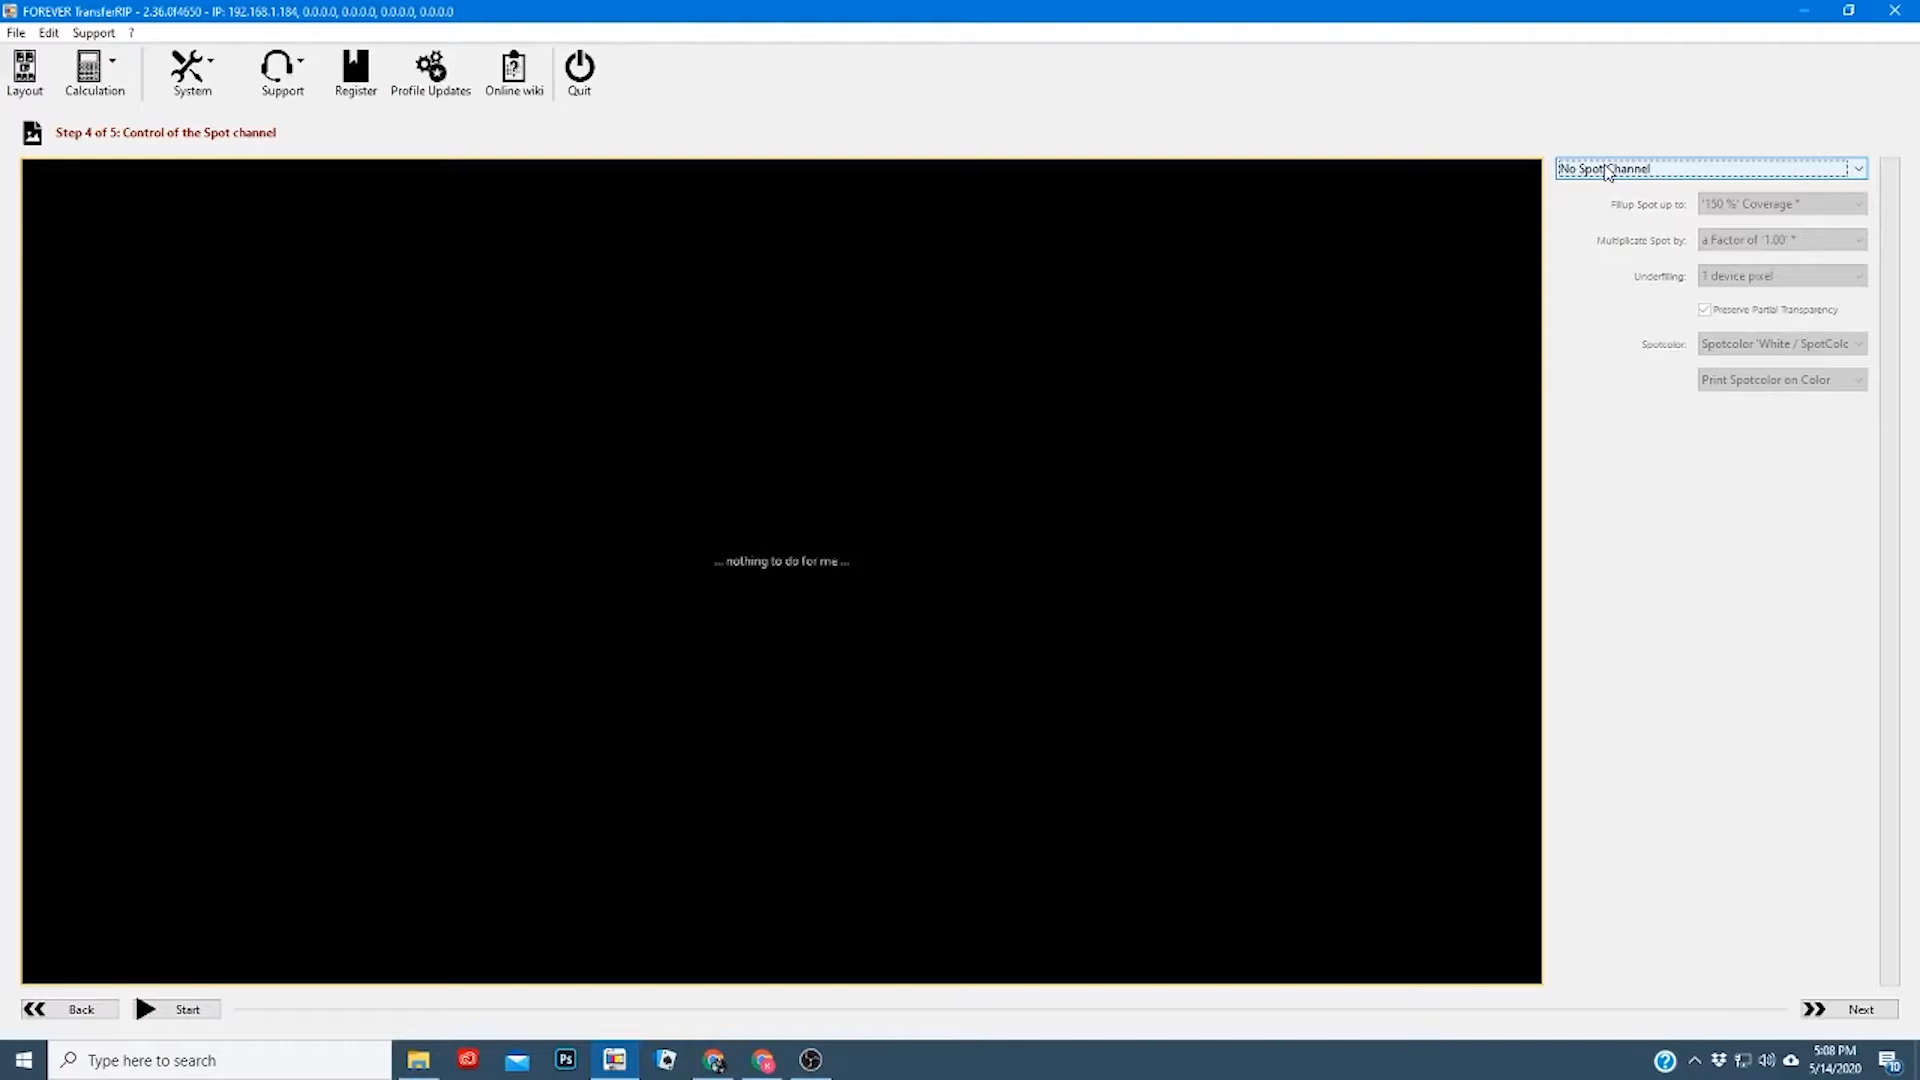 FOREVER TransferRIP - 2.36.0f4650 - IP: 192.168.1.184, 0.0.0.0, 0.0.0.0, 0.0.0.0
File Edit Support ?
Layout Calculation System Support Register Profile Updates Online wiki Quit
Step 4 of 5: Control of the Spot channel
No Spot Channel
Fillup Spot up to: '150 %' Coverage *
Multiplicate Spot by: a Factor of '1.00' *
Underfilling: 1 device pixel
Preserve Partial Transparency
Spotcolor: Spotcolor 'White / SpotColc
Print Spotcolor on Color
... nothing to do for me ...
Back Start Next
Type here to search
Ps
K
5:08 PM
5/14/2020
10